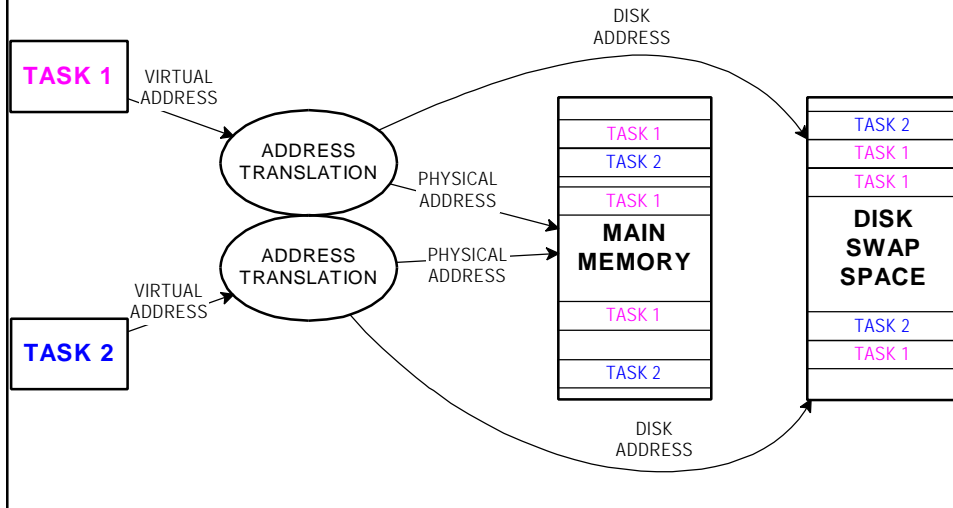 DISK
ADDRESS
TASK 1
VIRTUAL
ADDRESS
ADDRESS
TRANSLATION
PHYSICAL
ADDRESS
ADDRESS
TRANSLATION
PHYSICAL
ADDRESS
VIRTUAL
ADDRESS
TASK 2
TASK 1
TASK 2
TASK 1
MAIN
MEMORY
TASK 1
TASK 2
TASK 2
TASK 1
TASK 1
DISK
SWAP
SPACE
TASK 2
TASK 1
DISK
ADDRESS